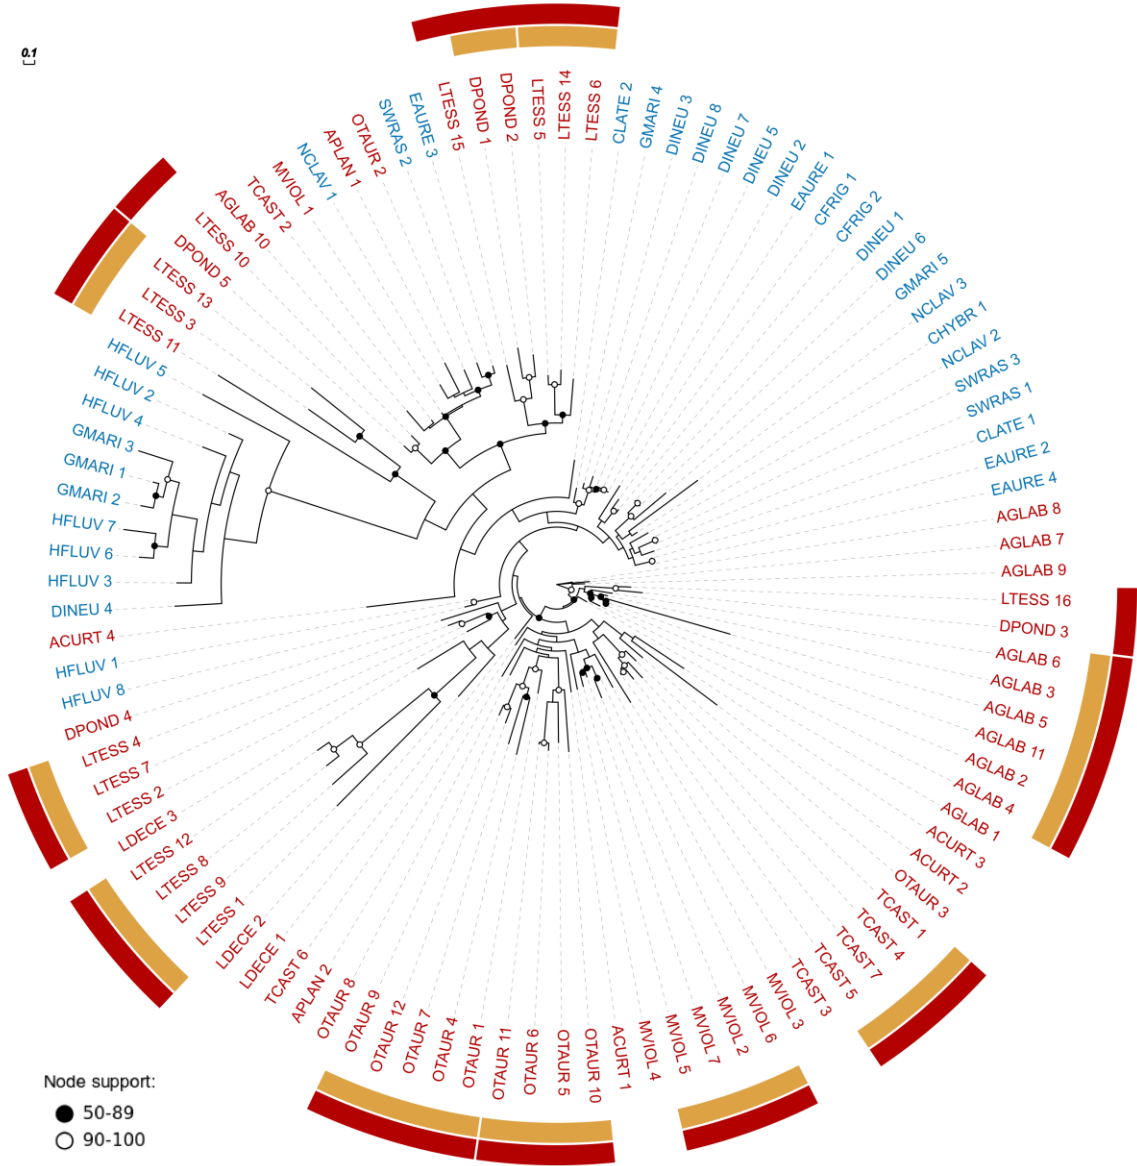 0.1
LTESS 15
DPOND 1
DPOND 2
LTESS 5
LTESS 14
LTESS 6
CLATE 2
GMARI 4
DINEU 3
DINEU 8
DINEU 7
DINEU 5
DINEU 2
EAURE 1
CFRIG 1
CFRIG 2
DINEU 1
DINEU 6
GMARI 5
NCLAV 3
CHYBR 1
NCLAV 2
SWRAS 3
SWRAS 1
CLATE 1
EAURE 2
EAURE 4
AGLAB 8
AGLAB 7
AGLAB 9
LTESS 16
DPOND 3
AGLAB 6
AGLAB 3
AGLAB 5
AGLAB 11
AGLAB 2
AGLAB 4
AGLAB 1
ACURT 3
ACURT 2
OTAUR 3
TCAST 1
TCAST 4
TCAST 7
TCAST 5
TCAST 3
MVIOL 3
MVIOL 6
MVIOL 2
MVIOL 7
MVIOL 5
MVIOL 4
ACURT 1
OTAUR 10
OTAUR 5
OTAUR 6
OTAUR 11
OTAUR 1
OTAUR 4
OTAUR 7
OTAUR 12
OTAUR 9
OTAUR 8
APLAN 2
TCAST 6
LDECE 1
LDECE 2
LTESS 1
LTESS 9
LTESS 8
LTESS 12
LDECE 3
LTESS 2
LTESS 7
LTESS 4
DPOND 4
HFLUV 8
HFLUV 1
ACURT 4
DINEU 4
HFLUV 3
HFLUV 6
HFLUV 7
GMARI 2
GMARI 1
GMARI 3
HFLUV 4
HFLUV 2
HFLUV 5
LTESS 11
LTESS 3
LTESS 13
DPOND 5
LTESS 10
AGLAB 10
TCAST 2
MVIOL 1
NCLAV 1
APLAN 1
OTAUR 2
SWRAS 2
EAURE 3
Node support:
50-89
90-100